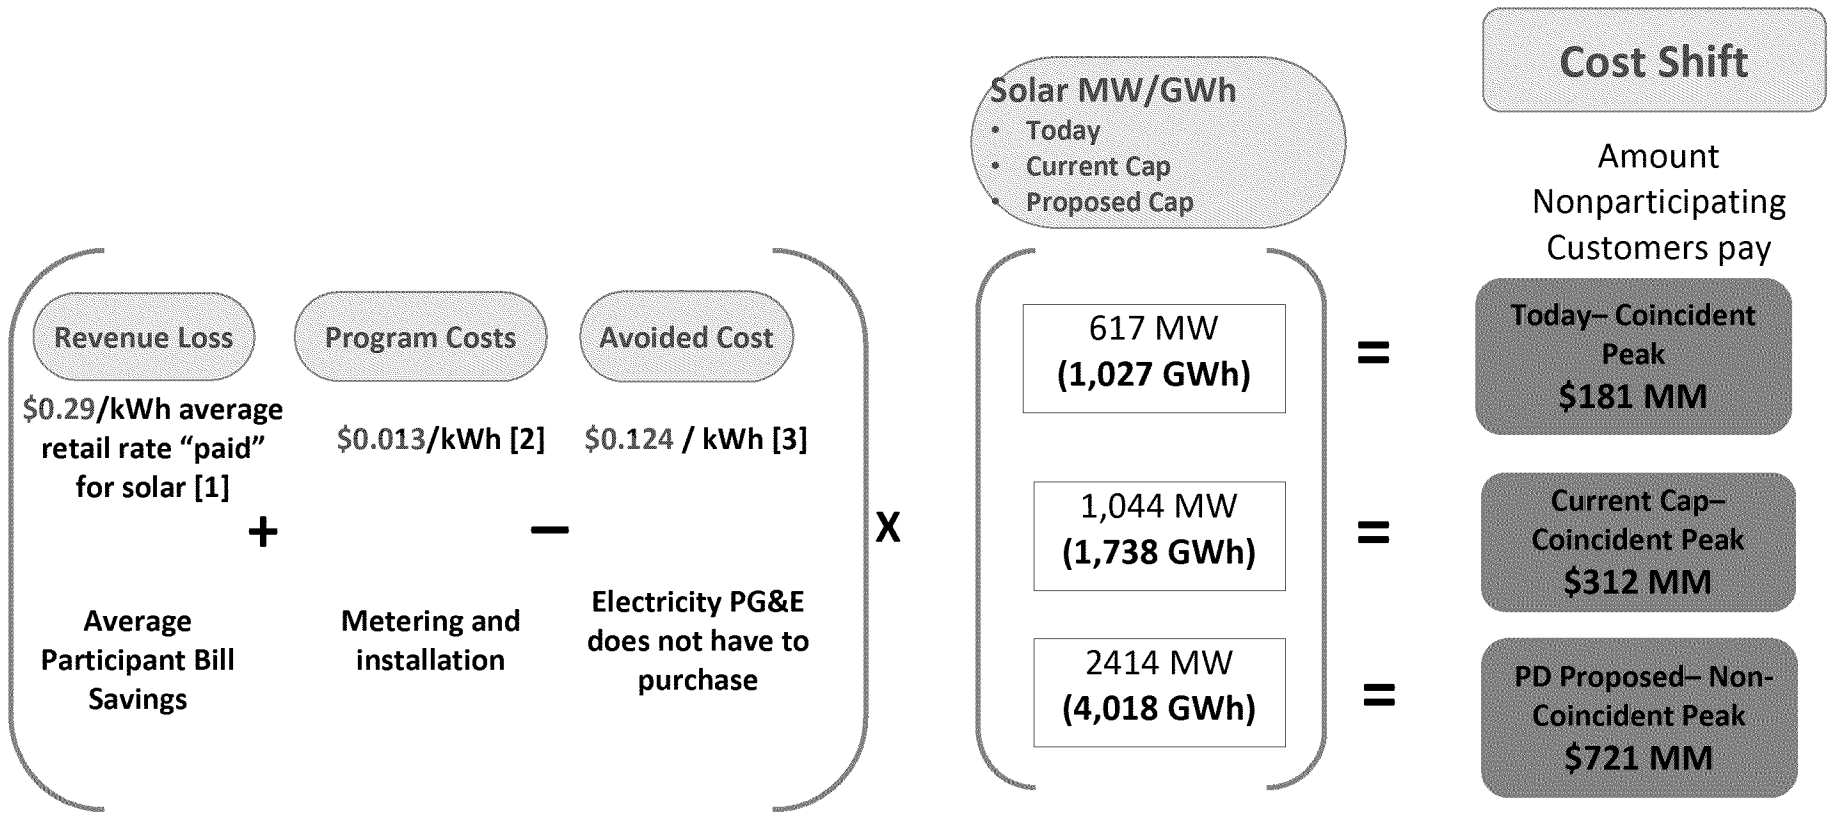 Cost Shift
Amount
Nonparticipating
Customers pay
Solar MW/GWh
• Today
• Current Cap
• Proposed Cap
Revenue Loss
$0.29/kWh average
retail rate “paid”
for solar [1]
+
Average
Participant Bill
Savings
Program Costs
$0.013/kWh [2]
–
Metering and
installation
Avoided Cost
$0.124 / kWh [3]
Electricity PG&E
does not have to
purchase
X
617 MW
(1,027 GWh)
=
Today– Coincident
Peak
$181 MM
1,044 MW
(1,738 GWh)
=
Current Cap–
Coincident Peak
$312 MM
2414 MW
(4,018 GWh)
=
PD Proposed– Non-
Coincident Peak
$721 MM